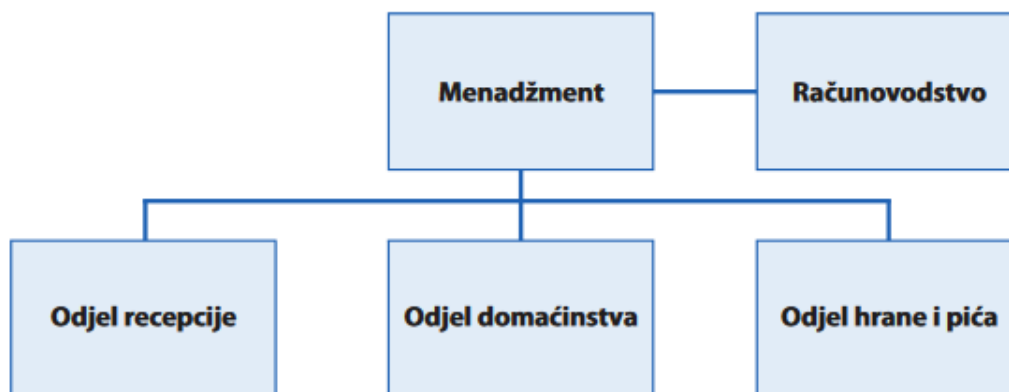 Menadžment
Računovodstvo
Odjel recepcije
Odjel domaćinstva
Odjel hrane i pića